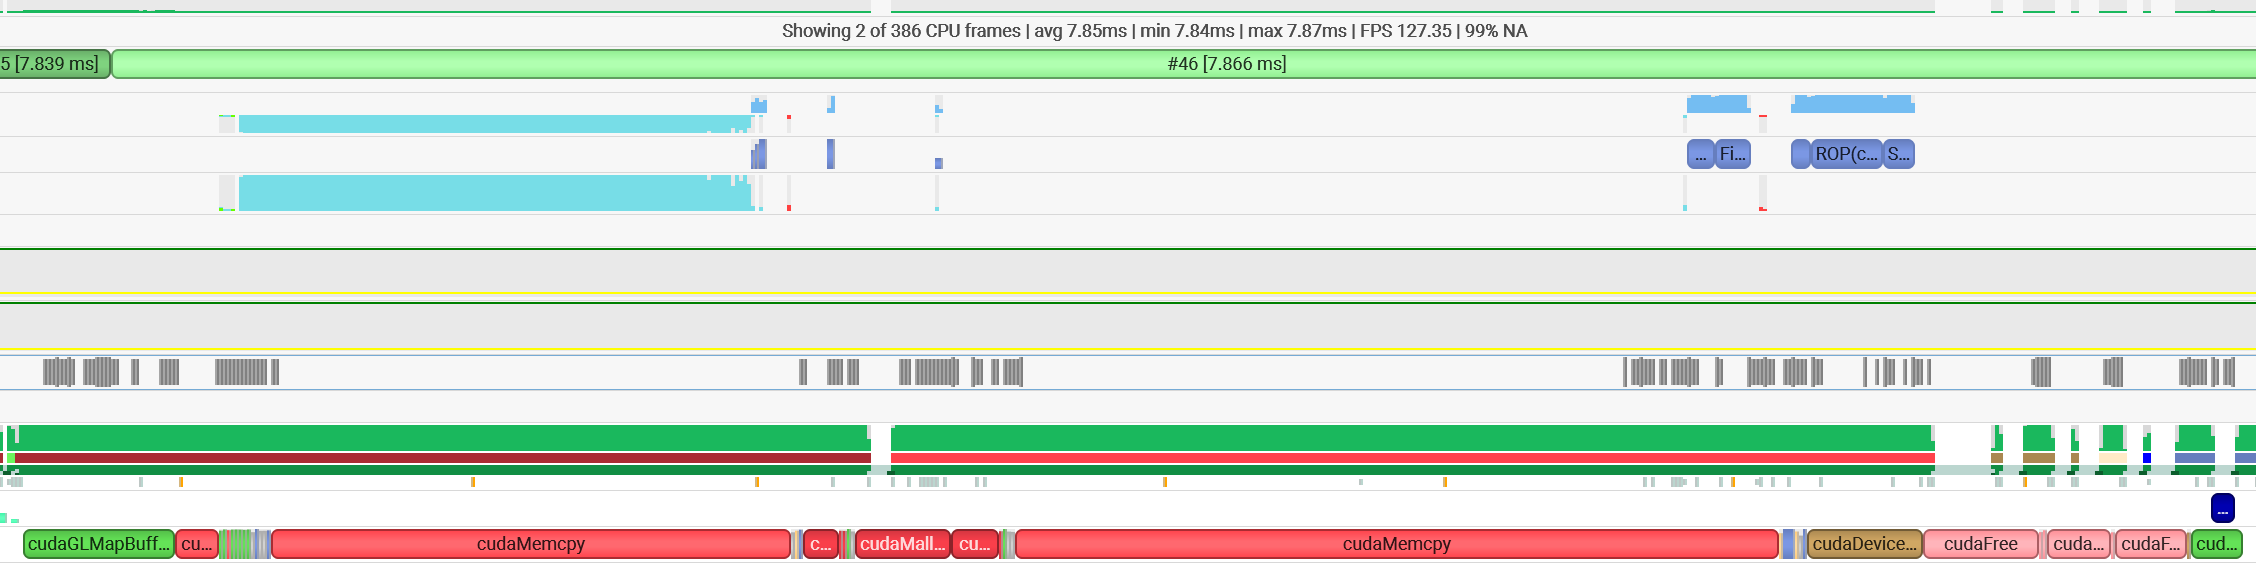 Showing 2 of 386 CPU frames | avg 7.85ms | min 7.84ms | max 7.87ms | FPS 127.35 | 99% NA
5 [7.839 ms] #46 [7.866 ms]
... Fi... ROP(c... S...
...
cudaGLMapBuff... cu... cudaMemcpy c... cudaMall... cu... cudaMemcpy cudaDevice... cudaFree cuda... cudaF... cud...